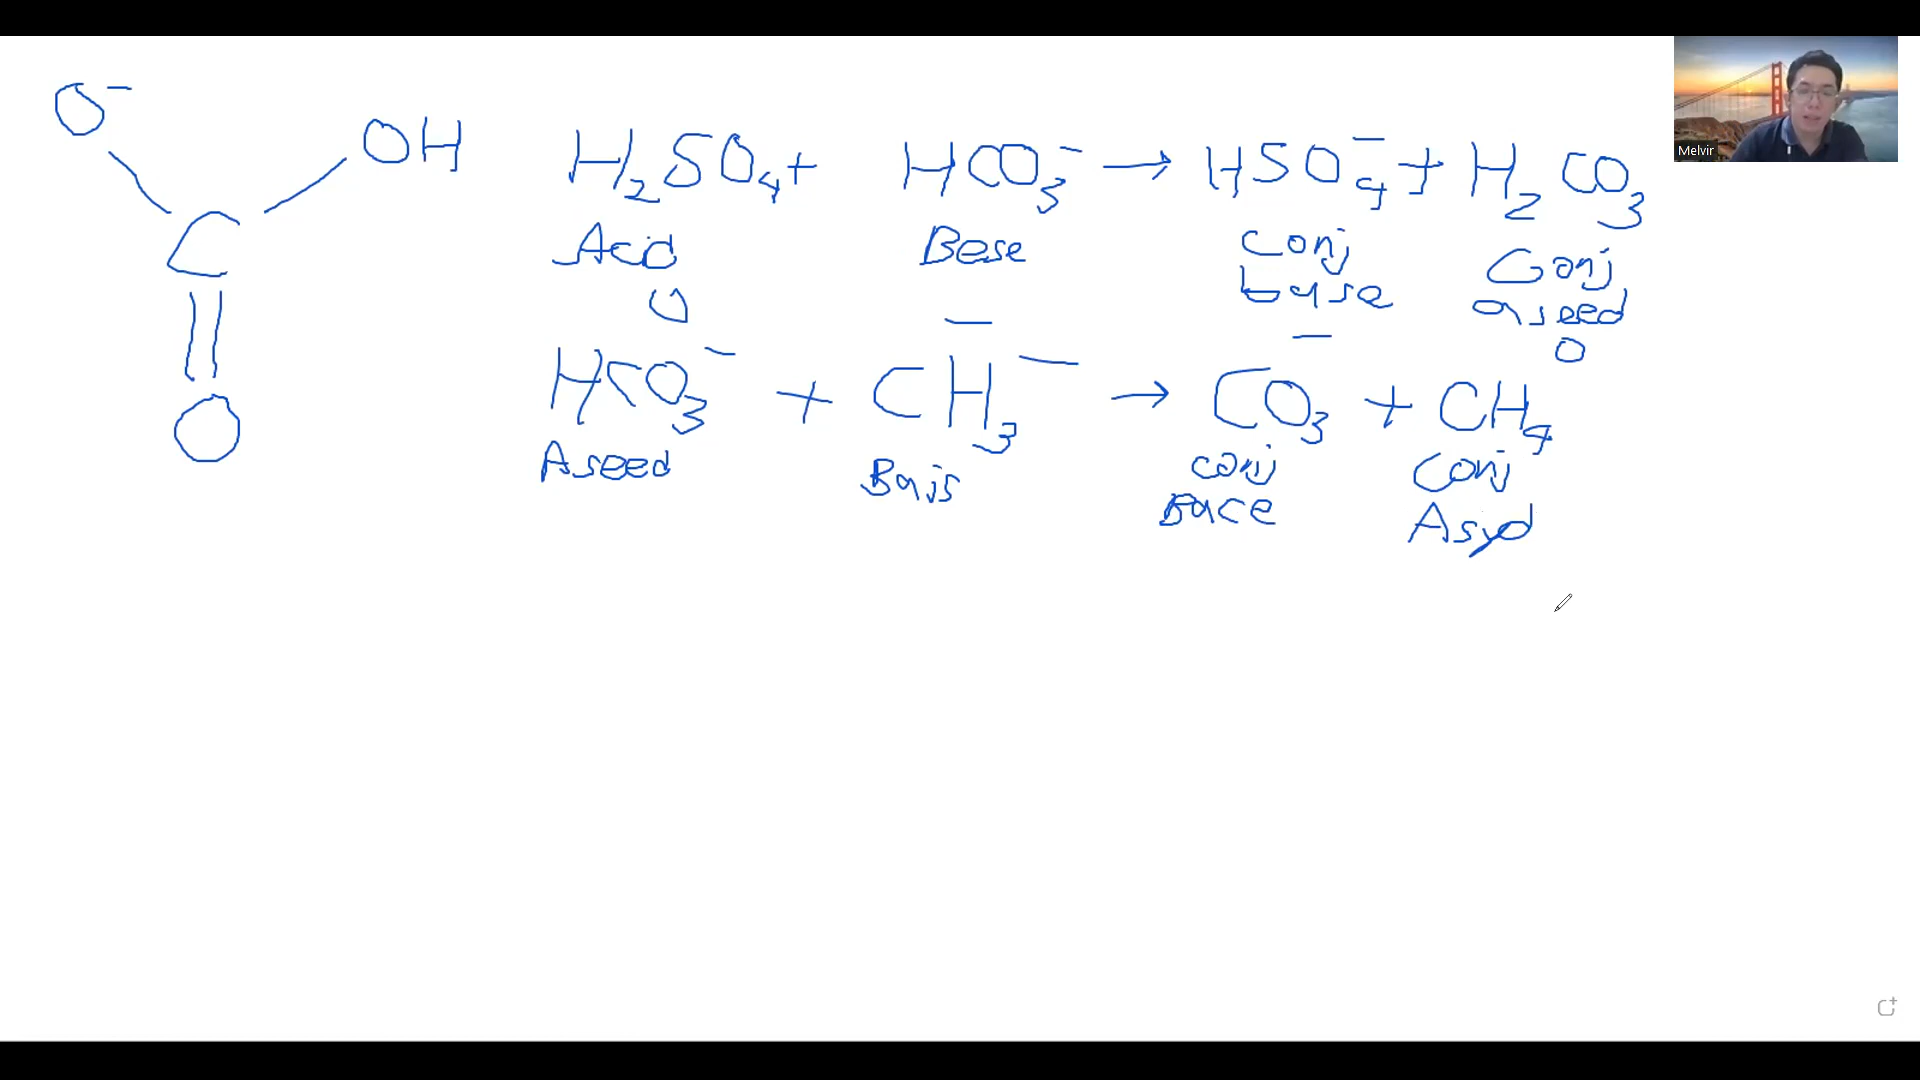 O⁻
OH
C
O
H₂SO₄ + HCO₃⁻ → HSO₄⁻ + H₂CO₃
Acid Bese Conj base Conj aseed
O O
HCO₃⁻ + CH₃⁻ → CO₃ + CH₄
Aseed Bais Conj Bace Conj Asyd
Melvir